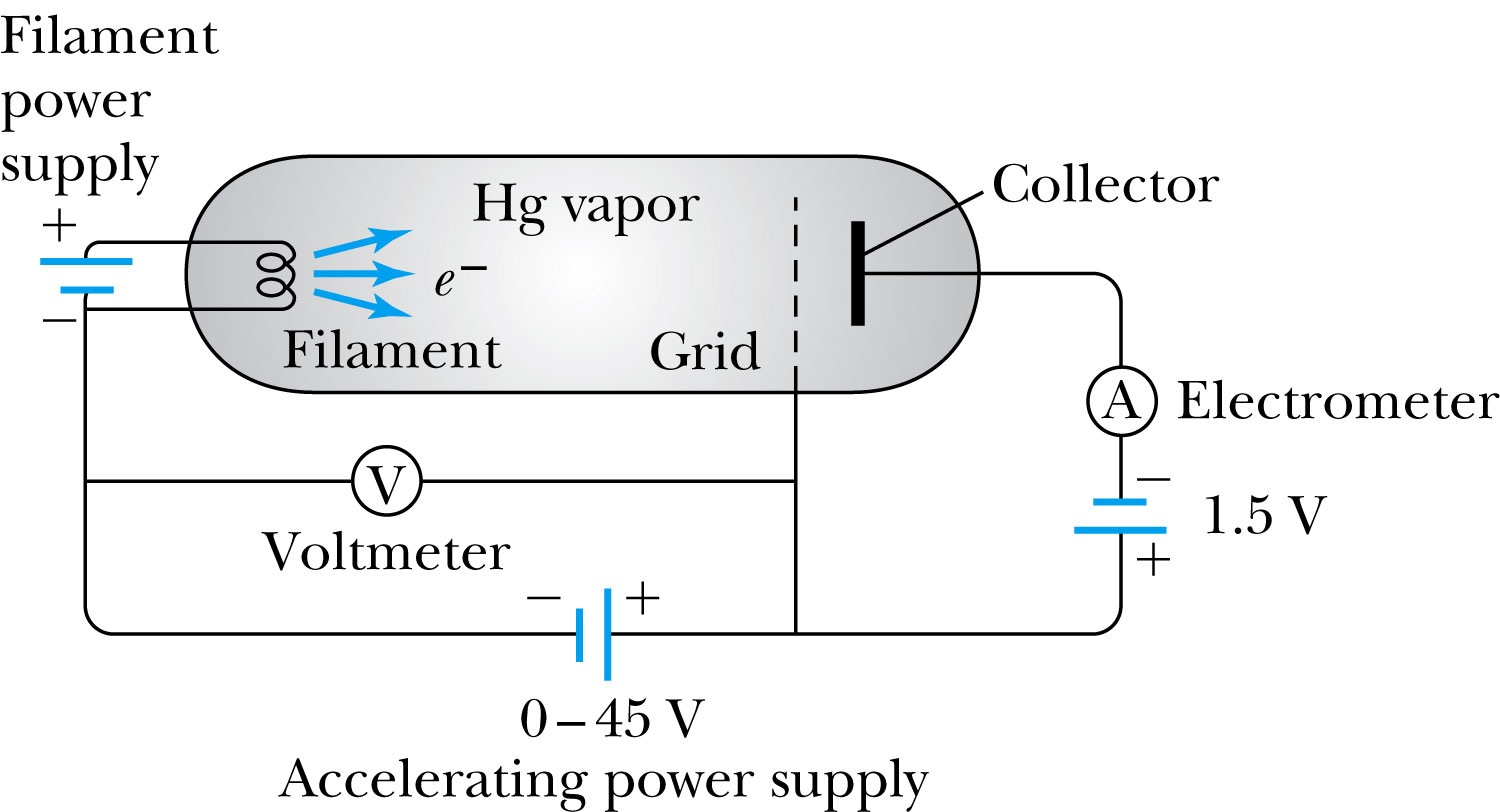 Filament
power
supply
+
−
Hg vapor
e−
Filament
Grid
Collector
A
Electrometer
−
1.5 V
+
V
Voltmeter
− +
0–45 V
Accelerating power supply